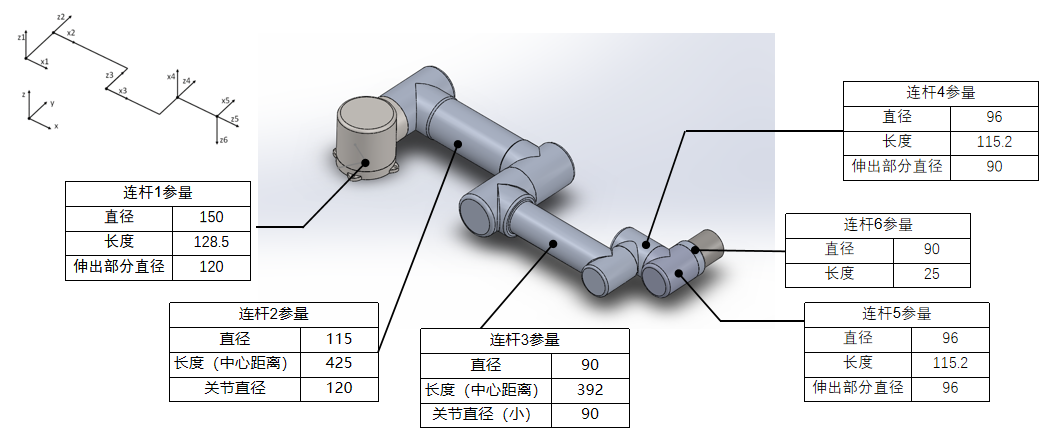 z2
z1
x2
x1
z3
x3
x4
z4
x5
z5
z6
z
y
x
连杆1参量
直径 150
长度 128.5
伸出部分直径 120
连杆2参量
直径 115
长度（中心距离） 425
关节直径 120
连杆3参量
直径 90
长度（中心距离） 392
关节直径（小） 90
连杆4参量
直径 96
长度 115.2
伸出部分直径 90
连杆6参量
直径 90
长度 25
连杆5参量
直径 96
长度 115.2
伸出部分直径 96